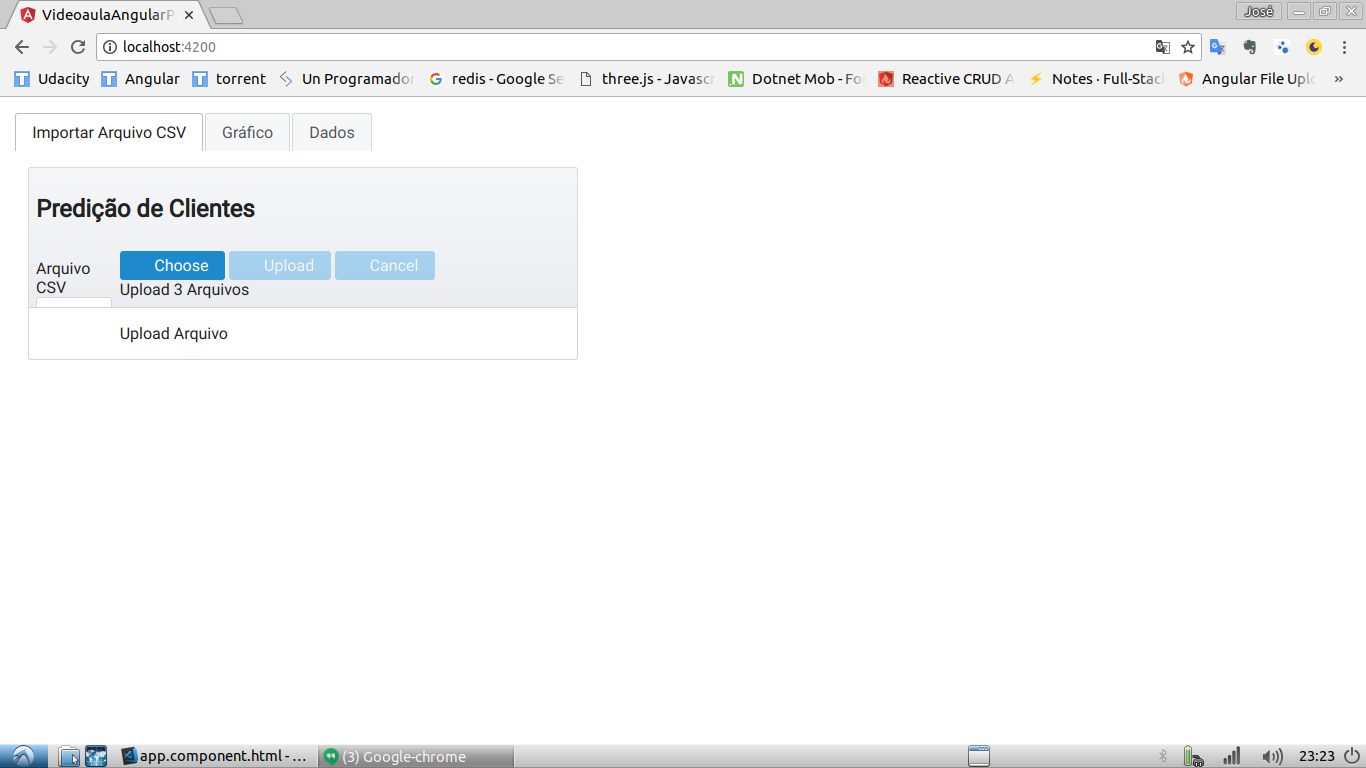 VideoaulaAngularP
José
localhost:4200
Udacity
Angular
torrent
Un Programador
redis - Google Se
three.js - Javascr
Dotnet Mob - Fo
Reactive CRUD A
Notes · Full-Stack
Angular File Uplo
»
Importar Arquivo CSV
Gráfico
Dados
Predição de Clientes
Arquivo
CSV
Choose
Upload
Cancel
Upload 3 Arquivos
Upload Arquivo
app.component.html - ...
(3) Google-chrome
23:23